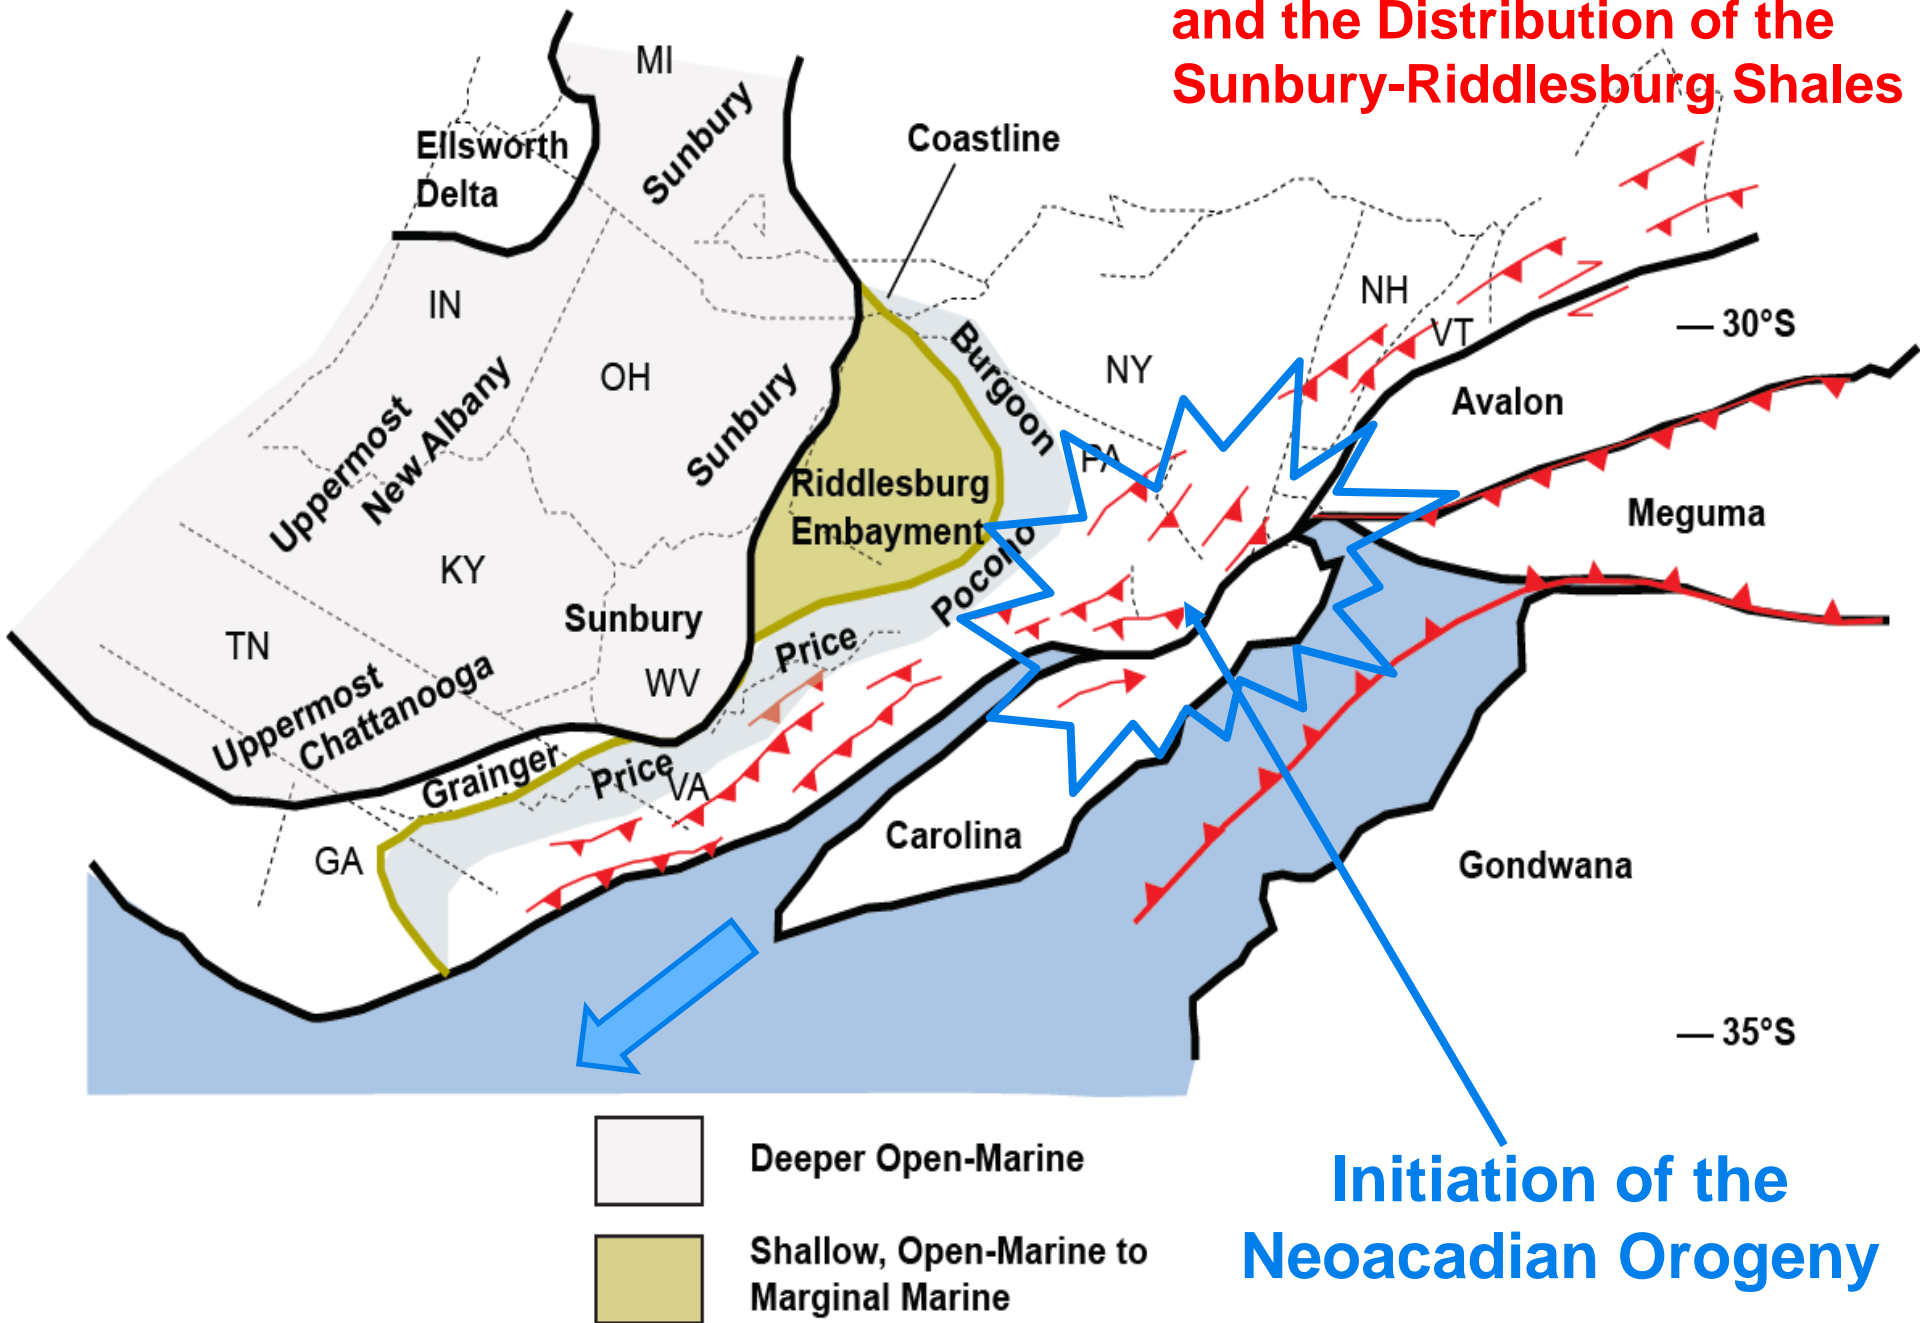 and the Distribution of the
Sunbury-Riddlesburg Shales
MI
Sunbury
Coastline
Ellsworth
Delta
IN
NH
VT
— 30°S
Burgoon
NY
OH
Avalon
Uppermost
New Albany
Sunbury
PA
Riddlesburg
Embayment
Meguma
Pocono
KY
Sunbury
TN
Price
WV
Uppermost
Chattanooga
Grainger
Price
VA
Carolina
GA
Gondwana
— 35°S
Deeper Open-Marine
Shallow, Open-Marine to
Marginal Marine
Initiation of the
Neoacadian Orogeny